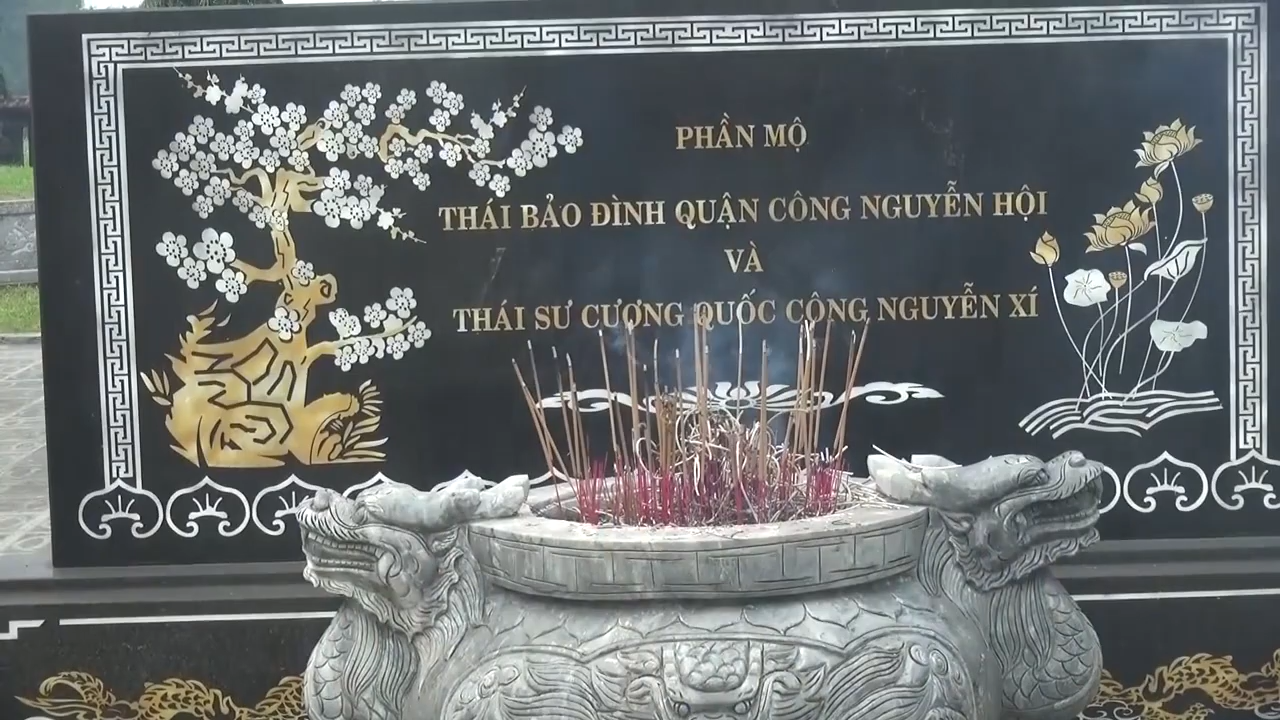 PHẦN MỘ
THÁI BẢO ĐÌNH QUẬN CÔNG NGUYỄN HỘI
VÀ
THÁI SƯ CƯƠNG QUỐC CÔNG NGUYỄN XÍ